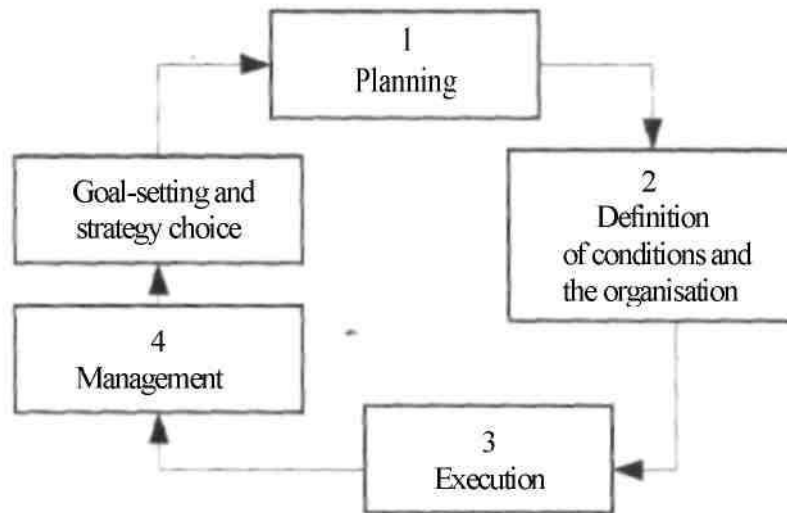 1
Planning
Goal-setting and
strategy choice
2
Definition
of conditions and
the organisation
4
Management
3
Execution